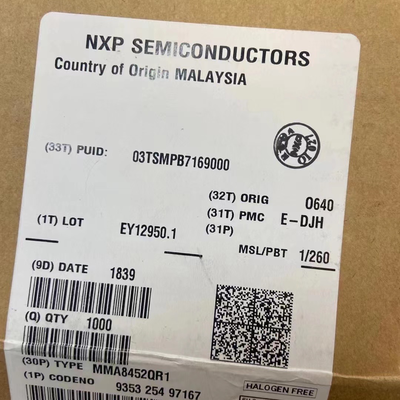 NXP SEMICONDUCTORS
Country of Origin MALAYSIA
(33T) PUID: 03TSMPB7169000
(32T) ORIG 0640
(31T) PMC E-DJH
(31P)
(1T) LOT EY12950.1
MSL/PBT 1/260
(9D) DATE 1839
(Q) QTY 1000
(30P) TYPE MMA8452QR1
(1P) CODENO 9353 254 97167
HALOGEN FREE